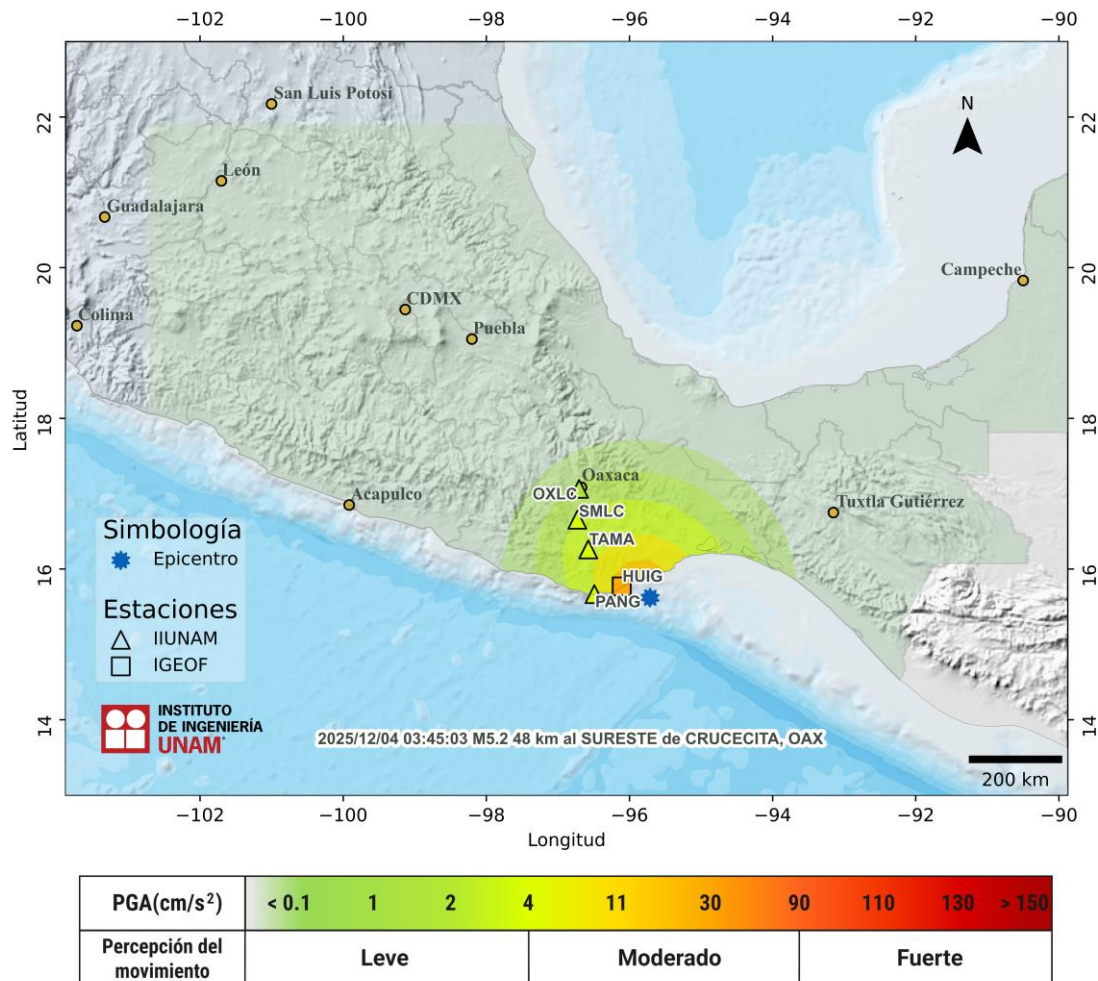 −102 −100 −98 −96 −94 −92 −90
San Luis Potosi
N
22 22
León
Guadalajara
20 20
Campeche
CDMX
Colima
Puebla
Latitud
18 18
Oaxaca
OXLC
Acapulco
SMLC
Tuxtla Gutiérrez
TAMA
Simbología
Epicentro
16 16
HUIG
PANG
Estaciones
IIUNAM
IGEOF
14 14
INSTITUTO
DE INGENIERÍA
UNAM
2025/12/04 03:45:03 M5.2 48 km al SURESTE de CRUCECITA, OAX
200 km
−102 −100 −98 −96 −94 −92 −90
Longitud
PGA(cm/s²) < 0.1 1 2 4 11 30 90 110 130 > 150
Percepción del
movimiento
Leve Moderado Fuerte